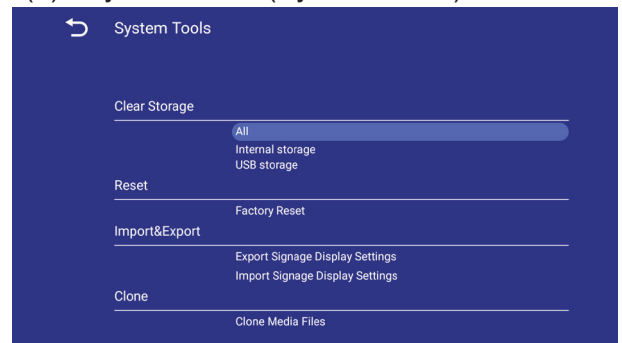 System Tools
Clear Storage
All
Internal storage
USB storage
Reset
Factory Reset
Import&Export
Export Signage Display Settings
Import Signage Display Settings
Clone
Clone Media Files